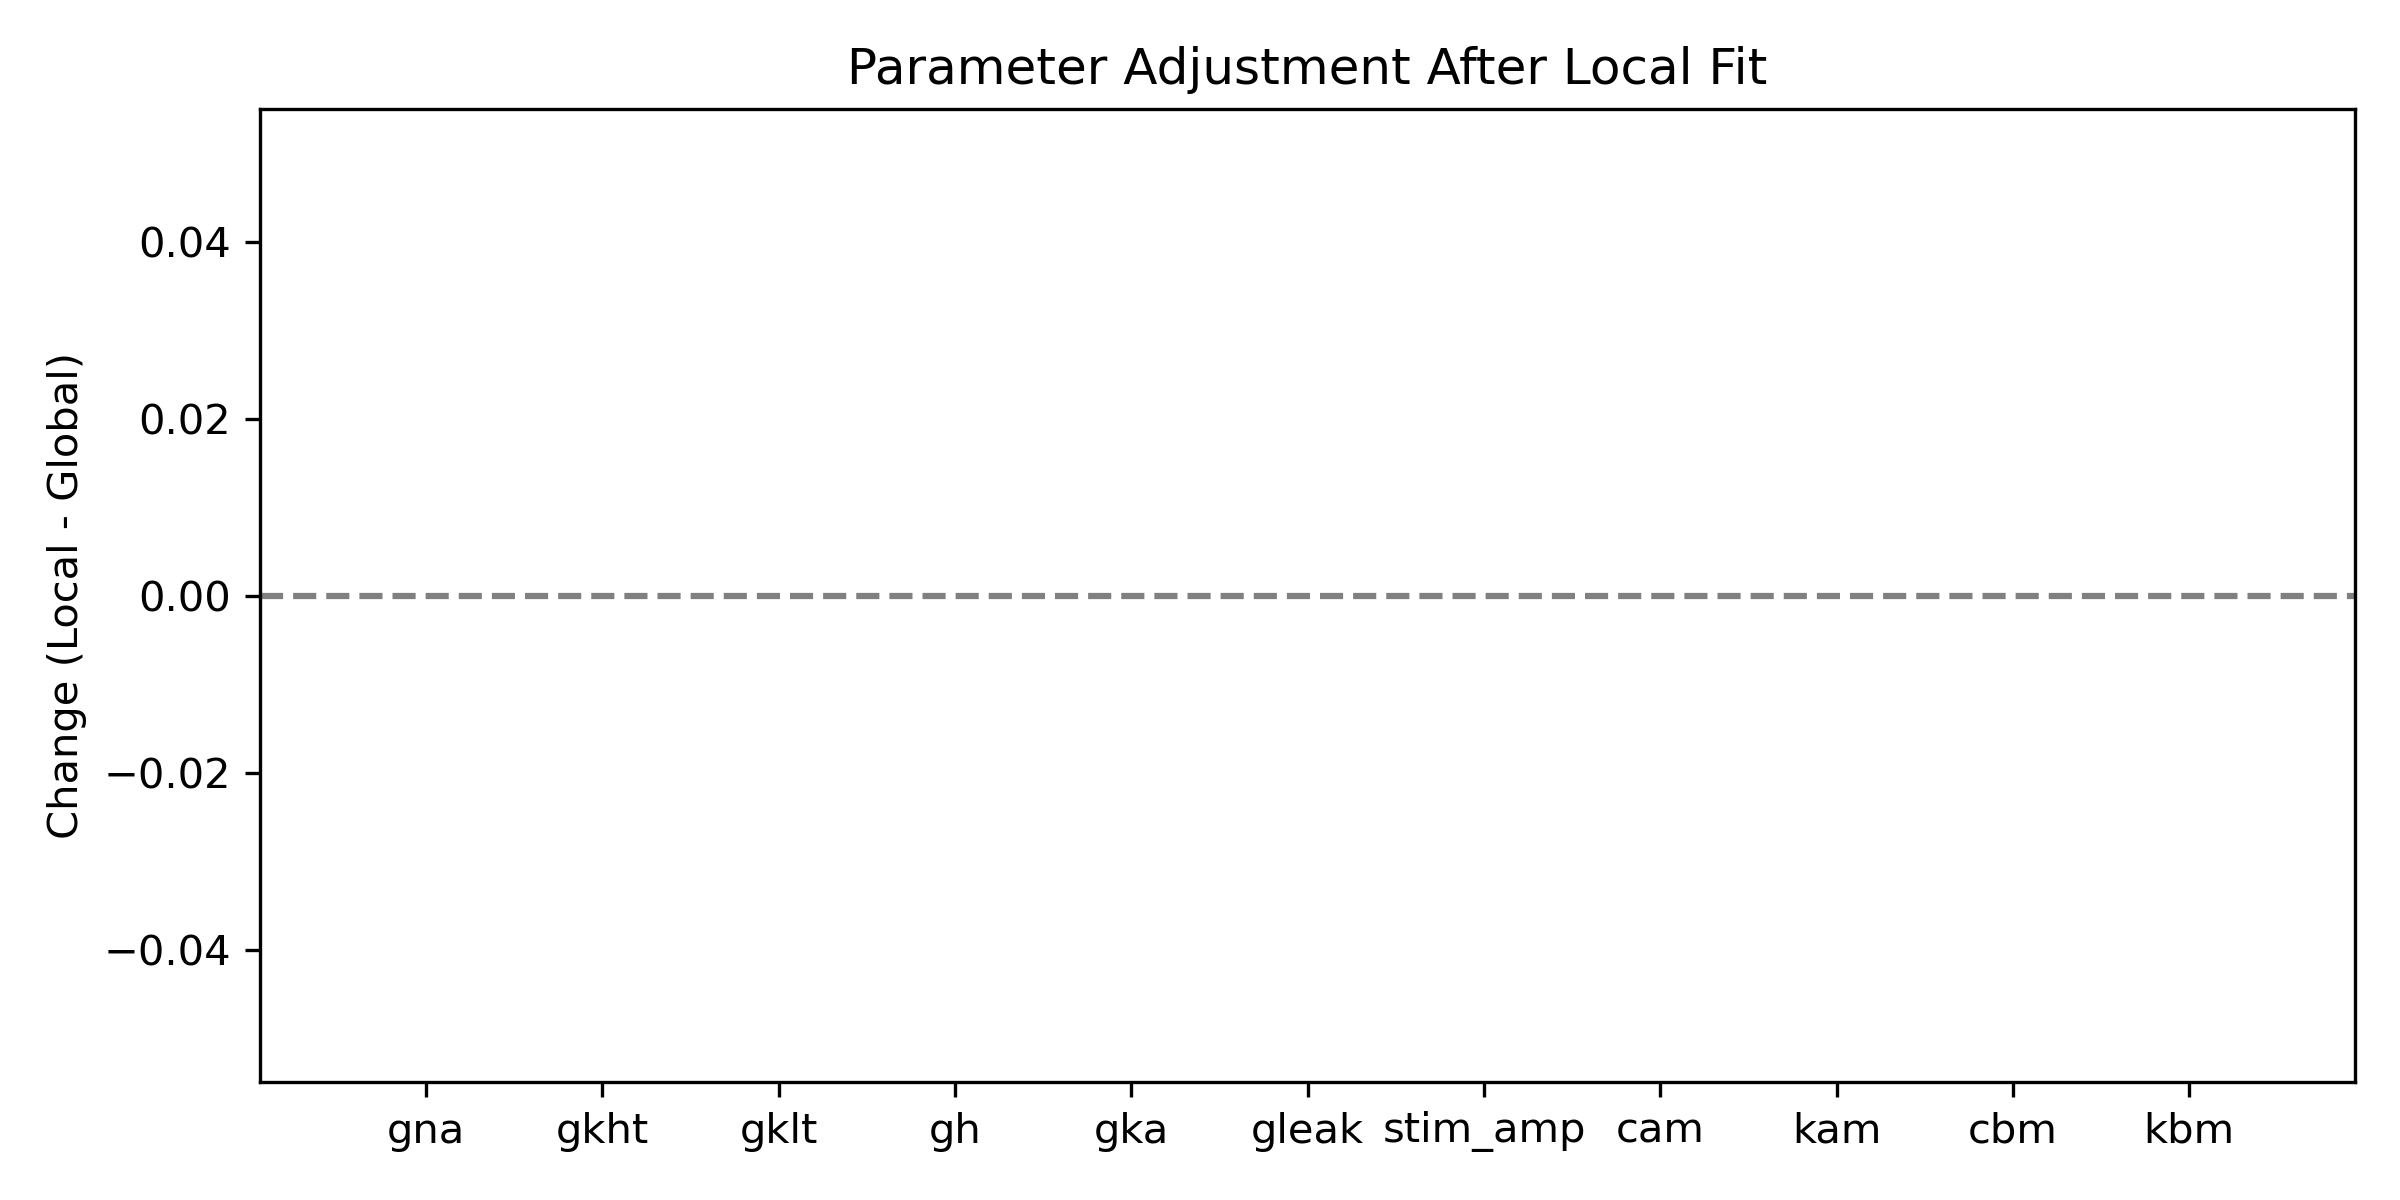 Parameter Adjustment After Local Fit
Change (Local - Global)
0.04
0.02
0.00
−0.02
−0.04
gna gkht gklt gh gka gleak stim_amp cam kam cbm kbm